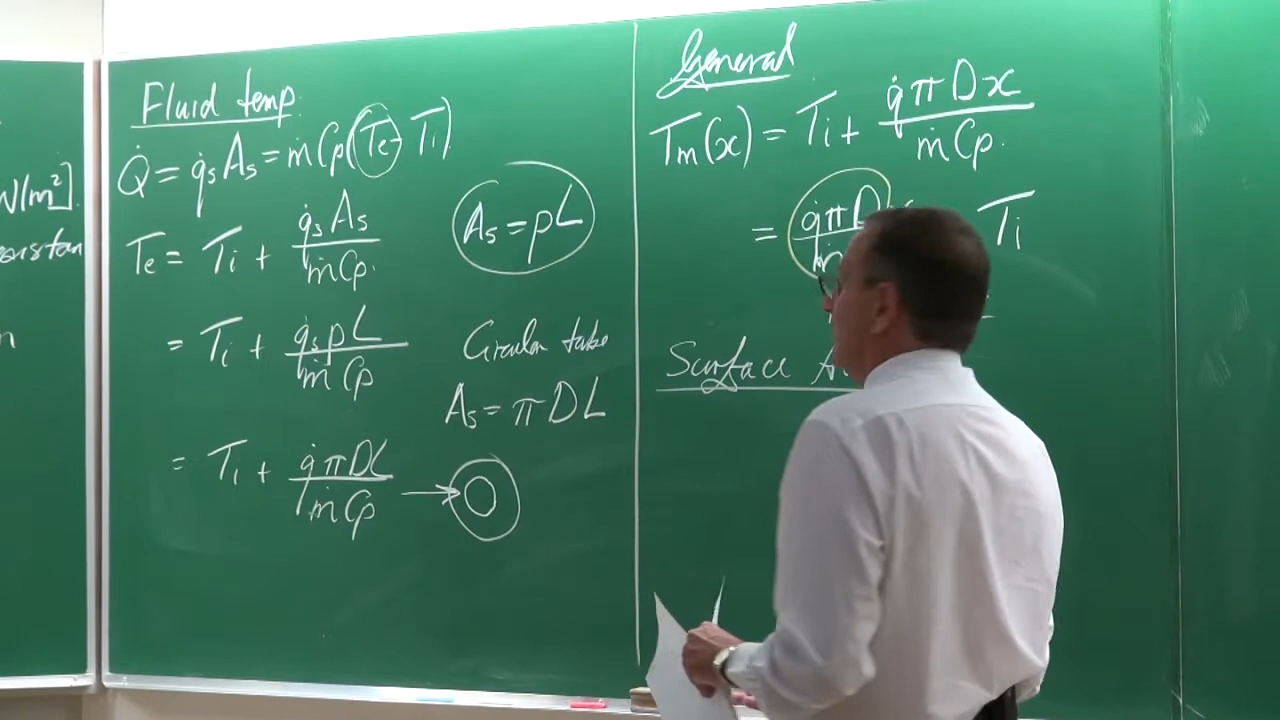 W/m²].
n
Fluid temp.
Q̇ = q̇s As = ṁ Cp(Te - Ti)
Te = Ti + q̇s As / ṁ Cp.
As = pL
= Ti + q̇s pL / ṁ Cp
Circular tube
As = πDL
= Ti + q̇πDL / ṁ Cp → O
General
Tm(x) = Ti + q̇πDx / ṁ Cp.
= q̇πD / ṁ Ti
Surface